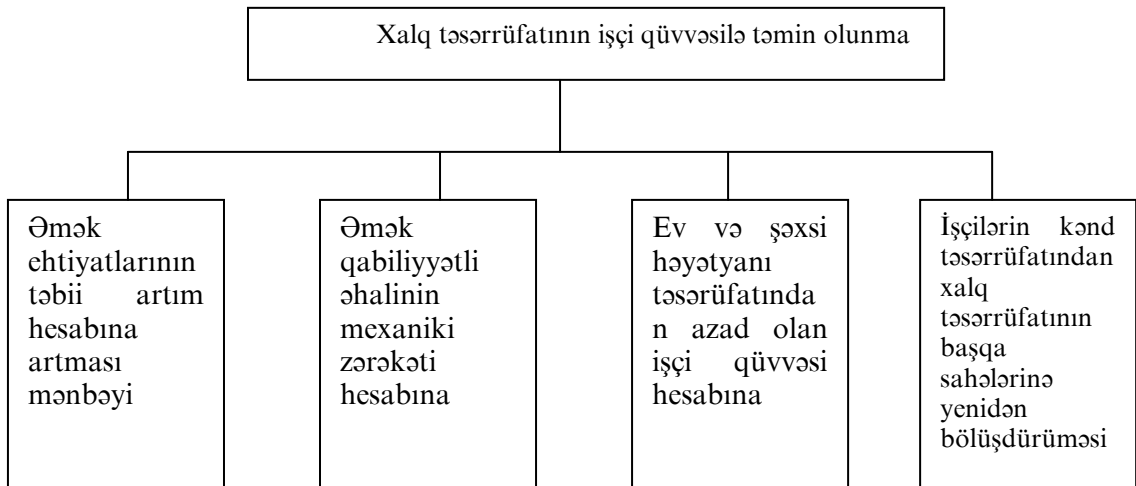 Xalq təsərrüfatının işçi qüvvəsilə təmin olunma
Əmək
ehtiyatlarının
təbii artım
hesabına
artması
mənbəyi
Əmək
qabiliyyətli
əhalinin
mexaniki
zərəkəti
hesabına
Ev və şəxsi
həyətyanı
təsərüfatında
n azad olan
işçi qüvvəsi
hesabına
İşçilərin kənd
təsərrüfatından
xalq
təsərrüfatının
başqa
sahələrinə
yenidən
bölüşdürüməsi